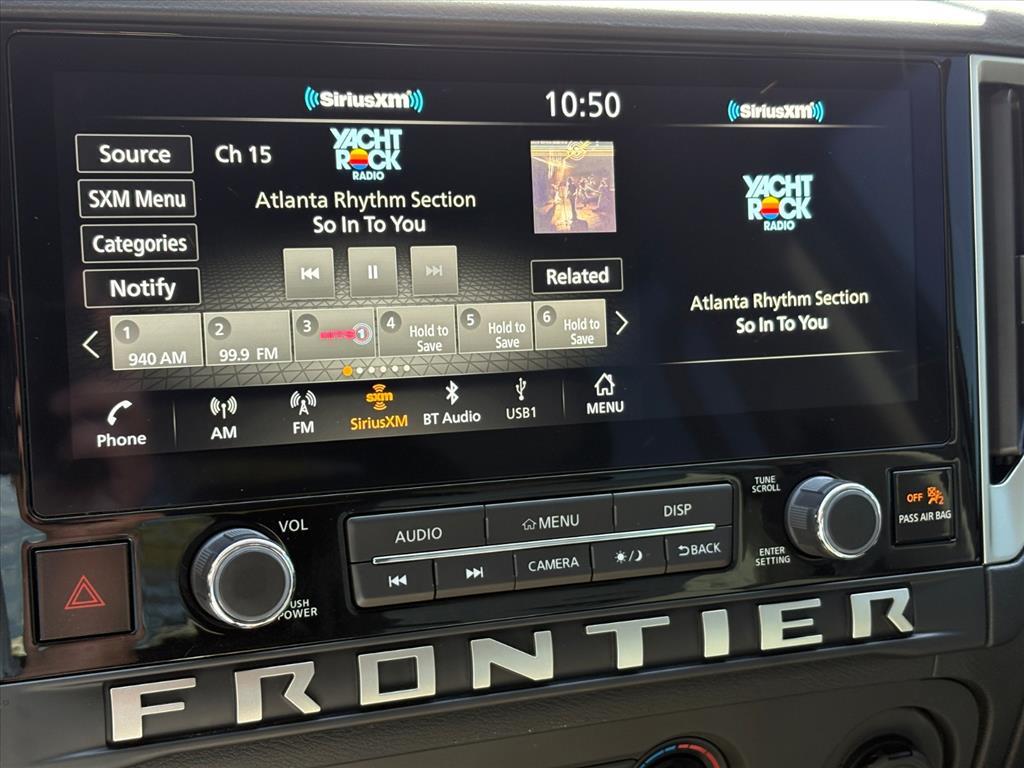 SiriusXM
10:50
SiriusXM
Source
Ch 15
YACHT
ROCK
RADIO
SXM Menu
Atlanta Rhythm Section
So In To You
Categories
Notify
Related
YACHT
ROCK
RADIO
Atlanta Rhythm Section
So In To You
1
940 AM
2
99.9 FM
3
1
4
Hold to
Save
5
Hold to
Save
6
Hold to
Save
Phone
AM
FM
sxm
SiriusXM
BT Audio
USB1
MENU
VOL
PUSH
POWER
AUDIO
MENU
DISP
CAMERA
BACK
TUNE
SCROLL
ENTER
SETTING
OFF
2
PASS AIR BAG
FRONTIER